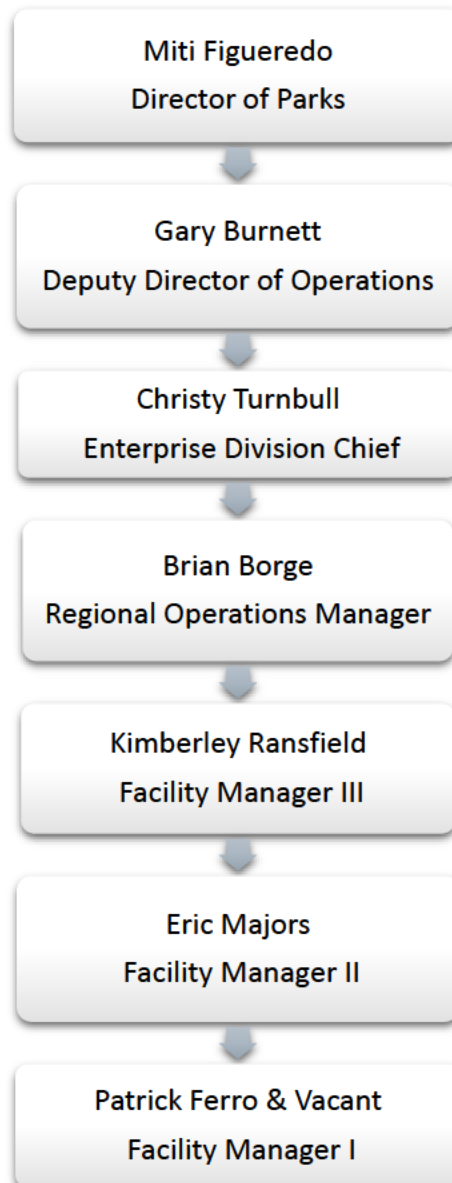 Miti Figueredo
Director of Parks
Gary Burnett
Deputy Director of Operations
Christy Turnbull
Enterprise Division Chief
Brian Borge
Regional Operations Manager
Kimberley Ransfield
Facility Manager III
Eric Majors
Facility Manager II
Patrick Ferro & Vacant
Facility Manager I